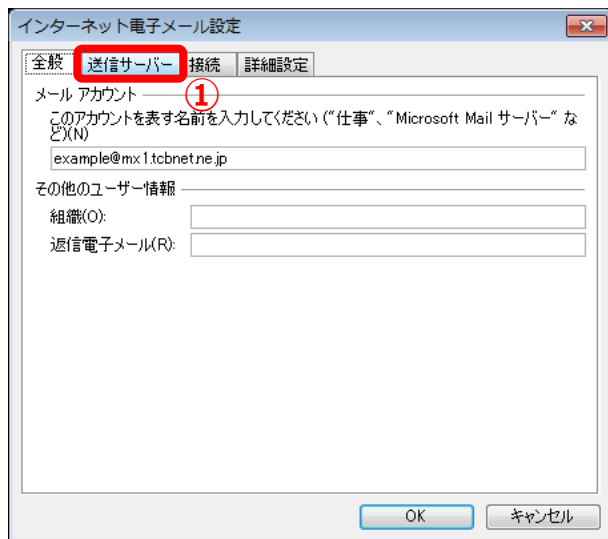 インターネット電子メール設定
全般 送信サーバー 接続 詳細設定
①
メール アカウント
このアカウントを表す名前を入力してください ("仕事"、"Microsoft Mail サーバー" な
ど)(N)
example@mx1.tcbnet.ne.jp
その他のユーザー情報
組織(O):
返信電子メール(R):
OK キャンセル